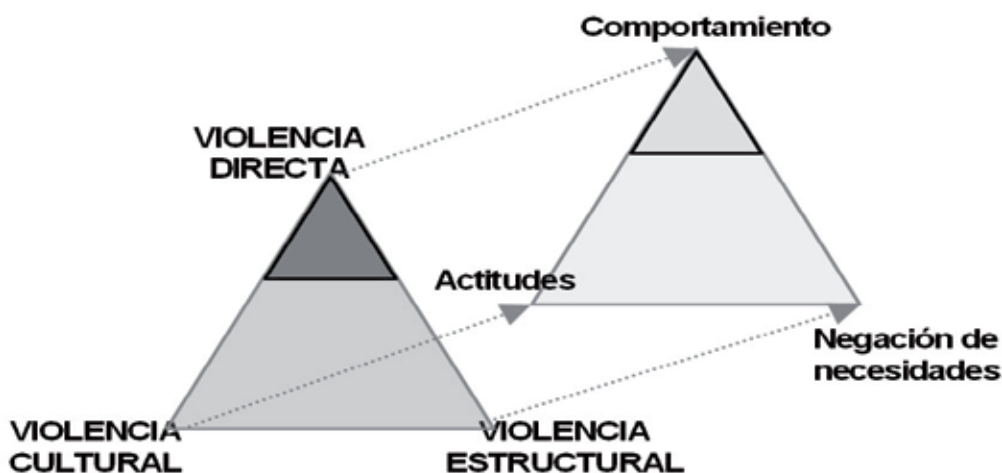 Comportamiento
VIOLENCIA
DIRECTA
Actitudes
Negación de
necesidades
VIOLENCIA
CULTURAL
VIOLENCIA
ESTRUCTURAL